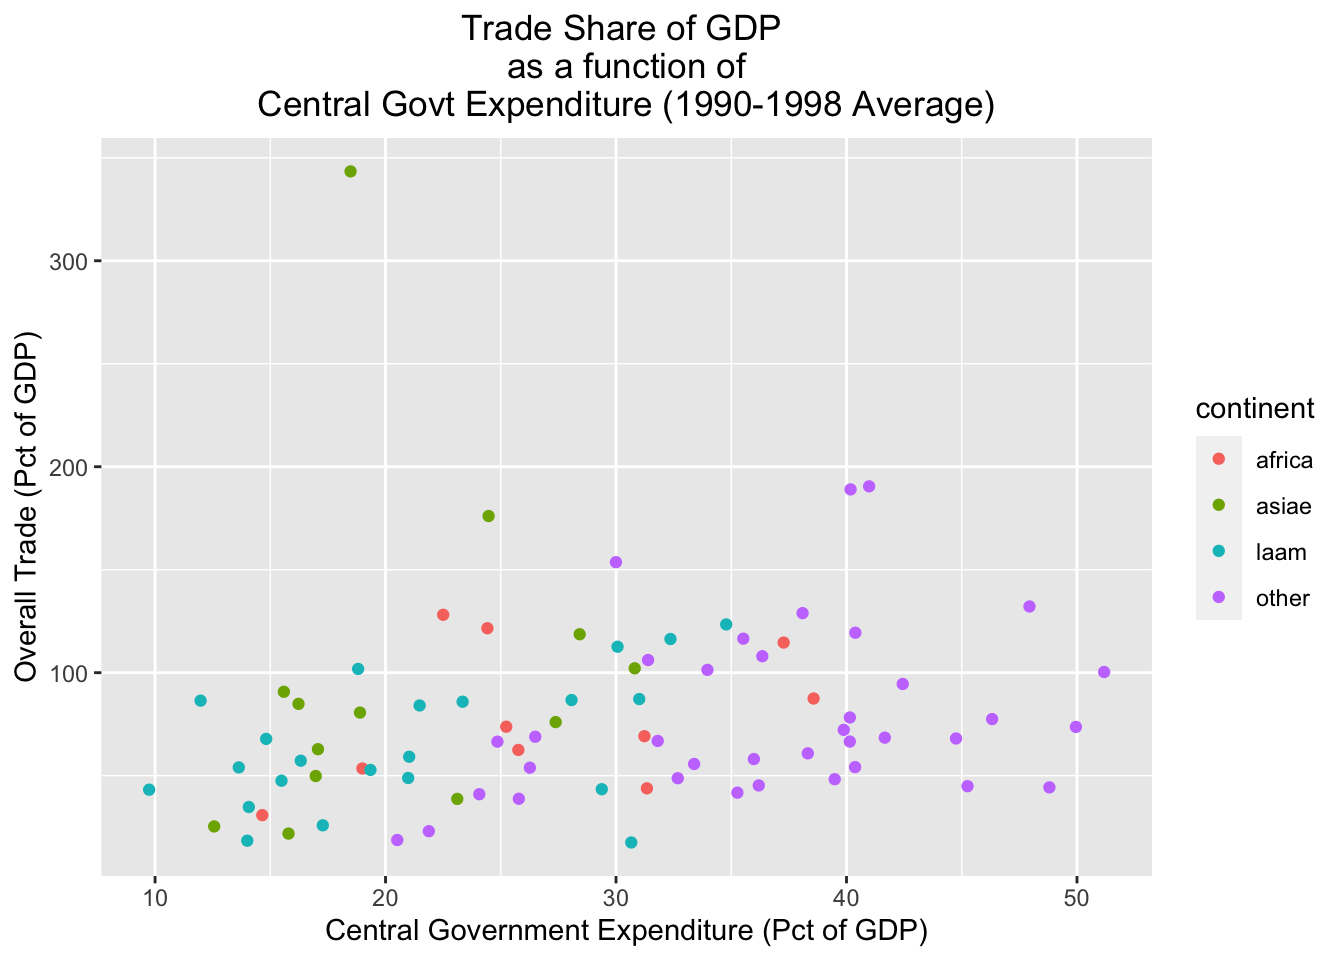 Trade Share of GDP
as a function of
Central Govt Expenditure (1990-1998 Average)
Overall Trade (Pct of GDP)
300
200
100
10 20 30 40 50
Central Government Expenditure (Pct of GDP)
continent
africa
asiae
laam
other